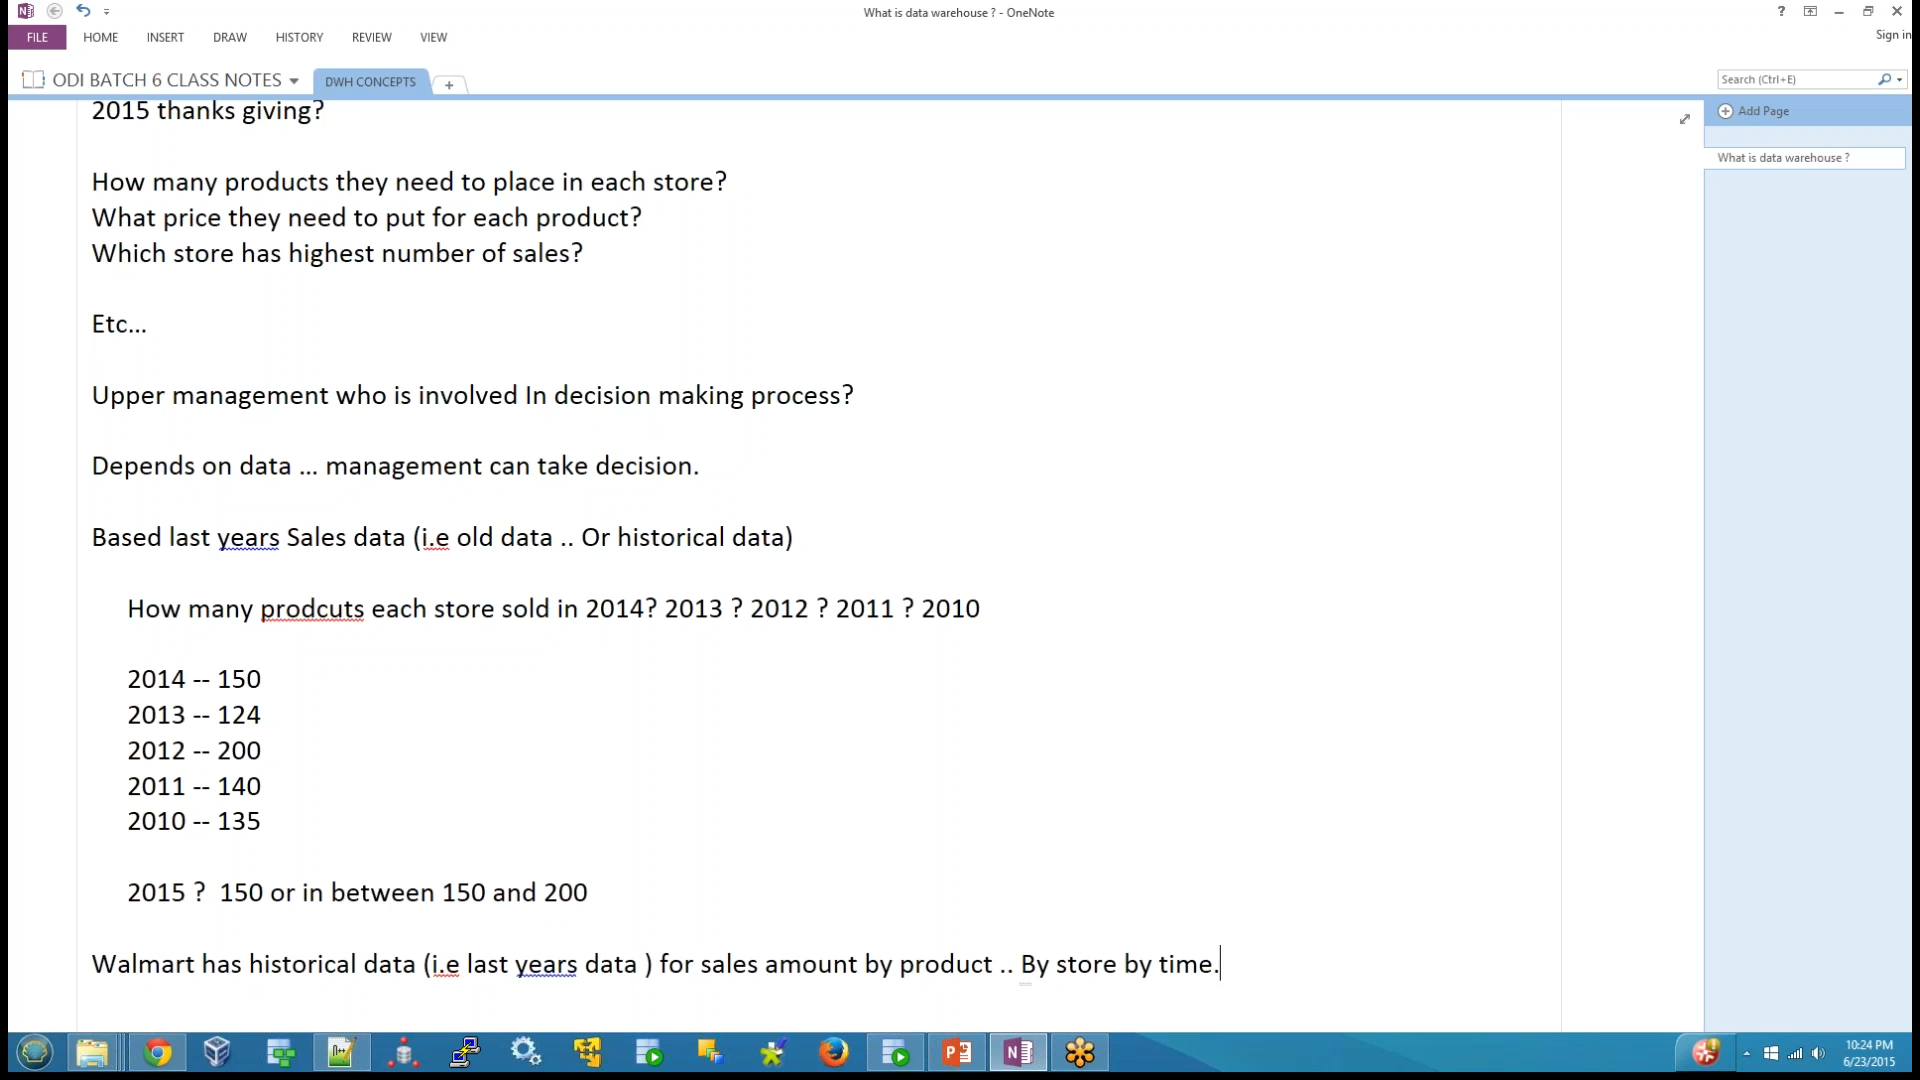 What is data warehouse ? - OneNote
?
Sign in
FILE HOME INSERT DRAW HISTORY REVIEW VIEW
ODI BATCH 6 CLASS NOTES
DWH CONCEPTS
+
Search (Ctrl+E)
Add Page
What is data warehouse ?
2015 thanks giving?
How many products they need to place in each store?
What price they need to put for each product?
Which store has highest number of sales?
Etc...
Upper management who is involved In decision making process?
Depends on data ... management can take decision.
Based last years Sales data (i.e old data .. Or historical data)
How many prodcuts each store sold in 2014? 2013 ? 2012 ? 2011 ? 2010
2014 -- 150
2013 -- 124
2012 -- 200
2011 -- 140
2010 -- 135
2015 ?  150 or in between 150 and 200
Walmart has historical data (i.e last years data ) for sales amount by product .. By store by time.
10:24 PM
6/23/2015